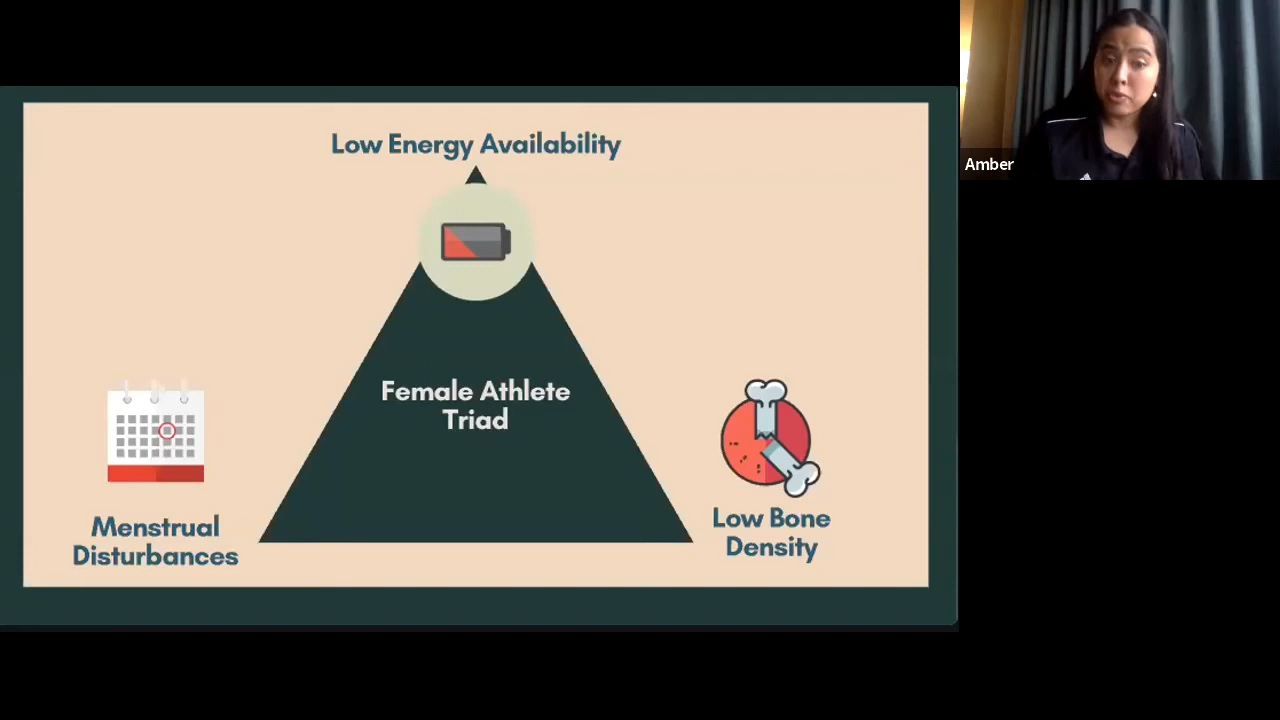 Low Energy Availability
Amber
Female Athlete
Triad
Menstrual
Disturbances
Low Bone
Density